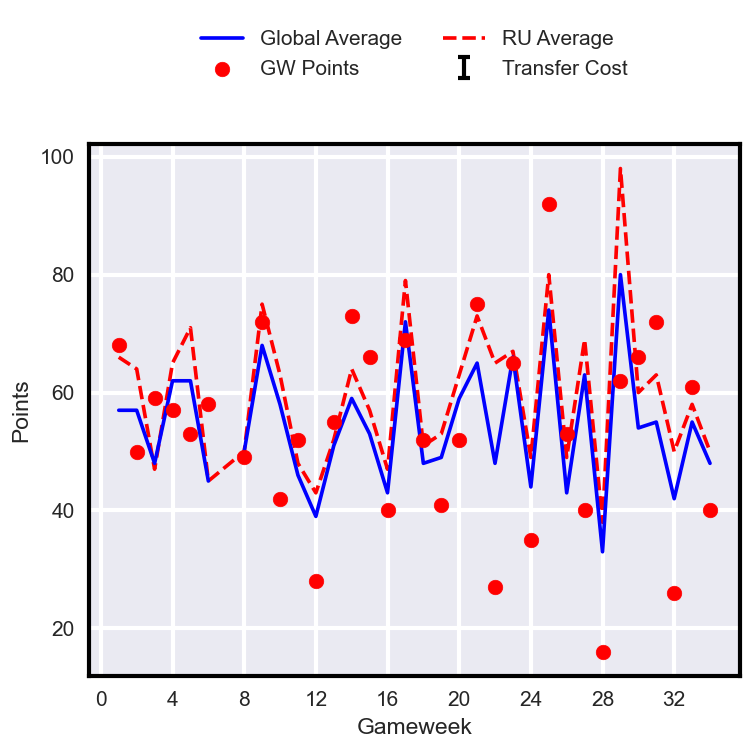 Global Average
RU Average
GW Points
Transfer Cost
100
80
60
40
20
Points
0 4 8 12 16 20 24 28 32
Gameweek